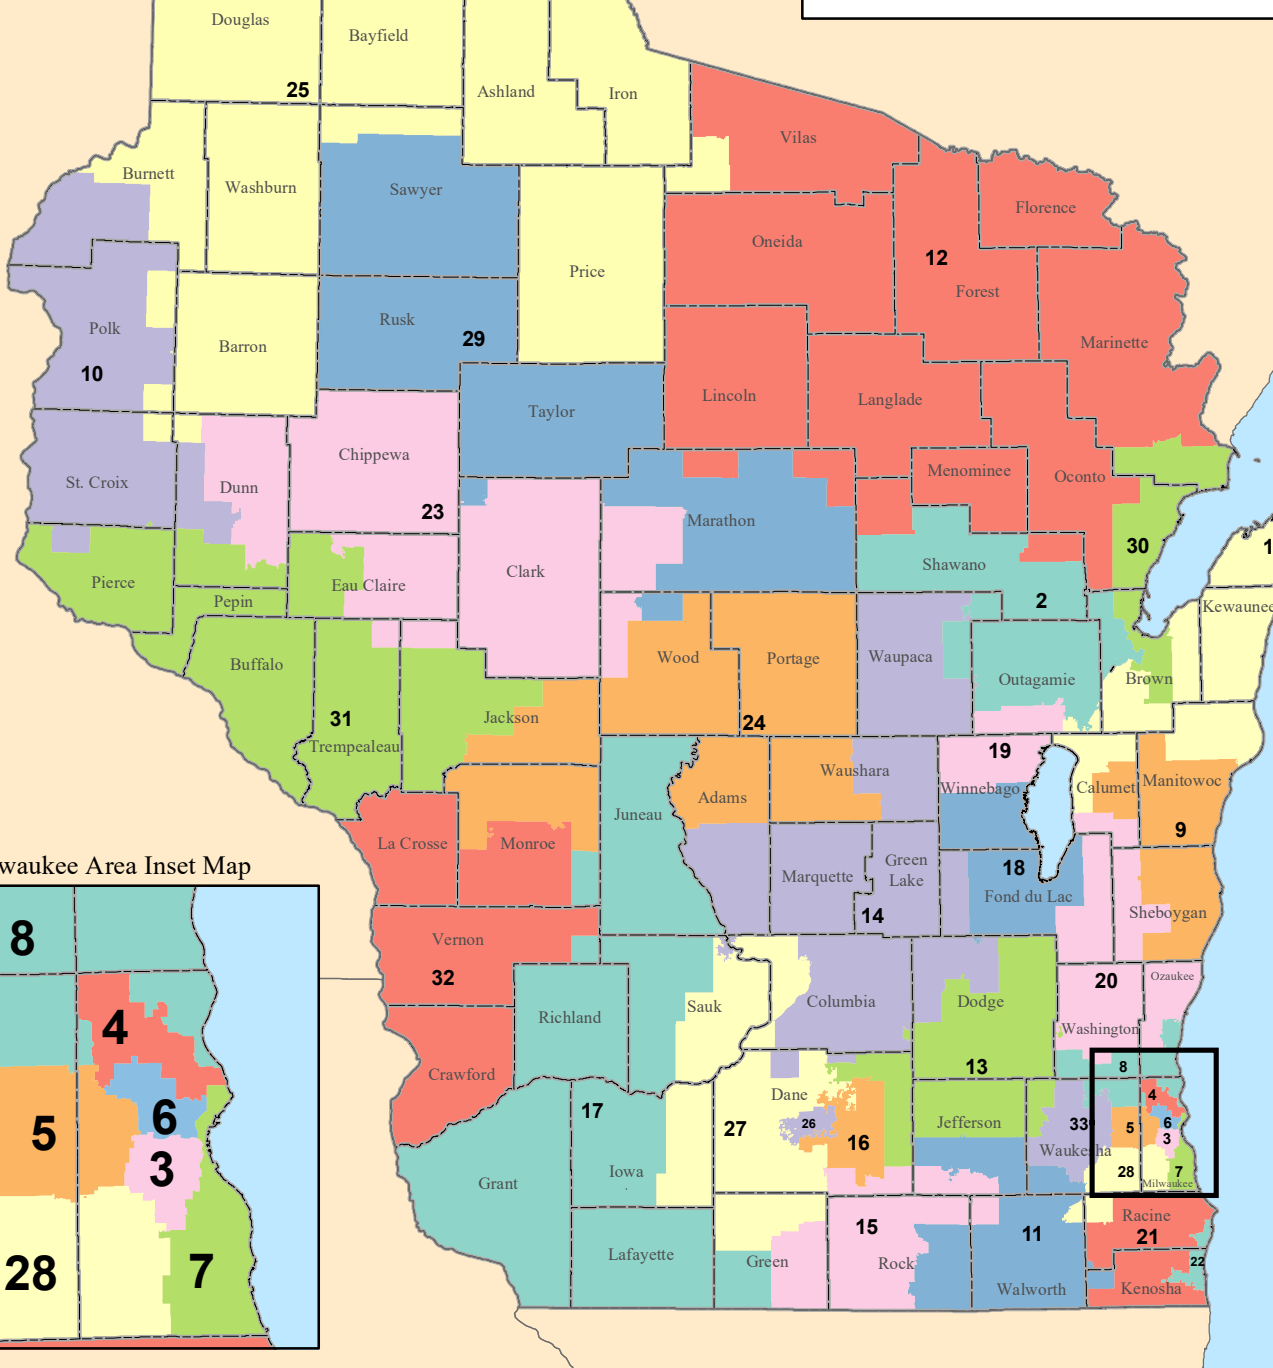 Douglas
Bayfield
25
Ashland
Iron
Vilas
Burnett
Washburn
Sawyer
Florence
Oneida
12
Price
Forest
Polk
Rusk
29
Barron
Marinette
10
Lincoln
Langlade
Taylor
Chippewa
Menominee
Oconto
St. Croix
Dunn
23
Marathon
30
1
Shawano
Pierce
Eau Claire
Clark
Pepin
2
Kewaunee
Buffalo
Wood
Portage
Waupaca
Outagamie
Brown
31
Jackson
24
Trempealeau
19
Waushara
Winnebago
Calumet
Manitowoc
Adams
Juneau
9
La Crosse
Monroe
Green
Lake
Marquette
18
Fond du Lac
14
Sheboygan
waukee Area Inset Map
Vernon
32
20
Ozaukee
Columbia
Dodge
Sauk
Richland
Washington
13
8
Crawford
Dane
4
17
27
26
16
Jefferson
33
5
6
3
Waukesha
Iowa
Grant
28
7
Milwaukee
Racine
15
11
21
Lafayette
Green
Rock
22
Walworth
Kenosha
8
4
6
5
3
28
7